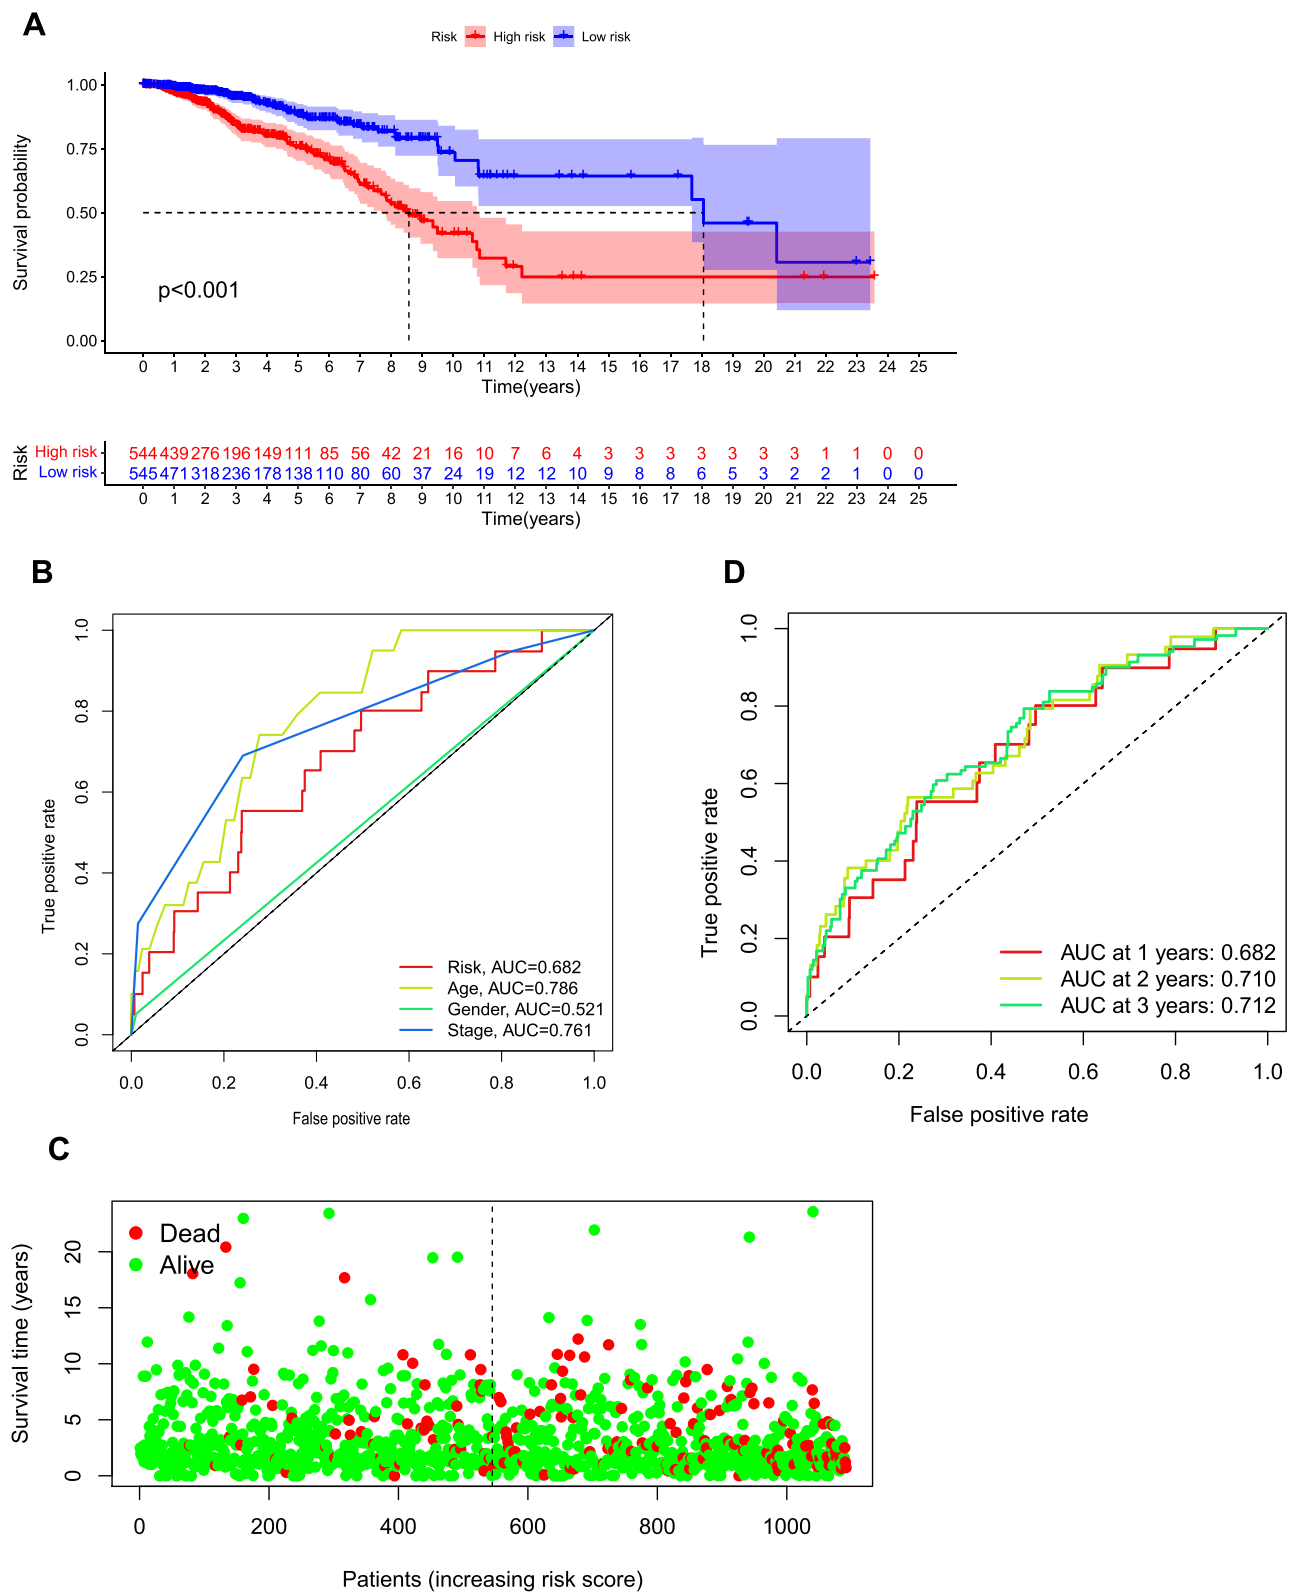 A
Risk High risk Low risk
Survival probability
1.00
0.75
0.50
0.25
0.00
p<0.001
0 1 2 3 4 5 6 7 8 9 10 11 12 13 14 15 16 17 18 19 20 21 22 23 24 25
Time(years)
Risk
High risk 544 439 276 196 149 111 85 56 42 21 16 10 7 6 4 3 3 3 3 3 3 3 1 1 0 0
Low risk 545 471 318 236 178 138 110 80 60 37 24 19 12 12 10 9 8 8 6 5 3 2 2 1 0 0
0 1 2 3 4 5 6 7 8 9 10 11 12 13 14 15 16 17 18 19 20 21 22 23 24 25
Time(years)
B
True positive rate
1.0
0.8
0.6
0.4
0.2
0.0
Risk, AUC=0.682
Age, AUC=0.786
Gender, AUC=0.521
Stage, AUC=0.761
0.0 0.2 0.4 0.6 0.8 1.0
False positive rate
D
True positive rate
1.0
0.8
0.6
0.4
0.2
0.0
AUC at 1 years: 0.682
AUC at 2 years: 0.710
AUC at 3 years: 0.712
0.0 0.2 0.4 0.6 0.8 1.0
False positive rate
C
Survival time (years)
20
15
10
5
0
Dead
Alive
0 200 400 600 800 1000
Patients (increasing risk score)